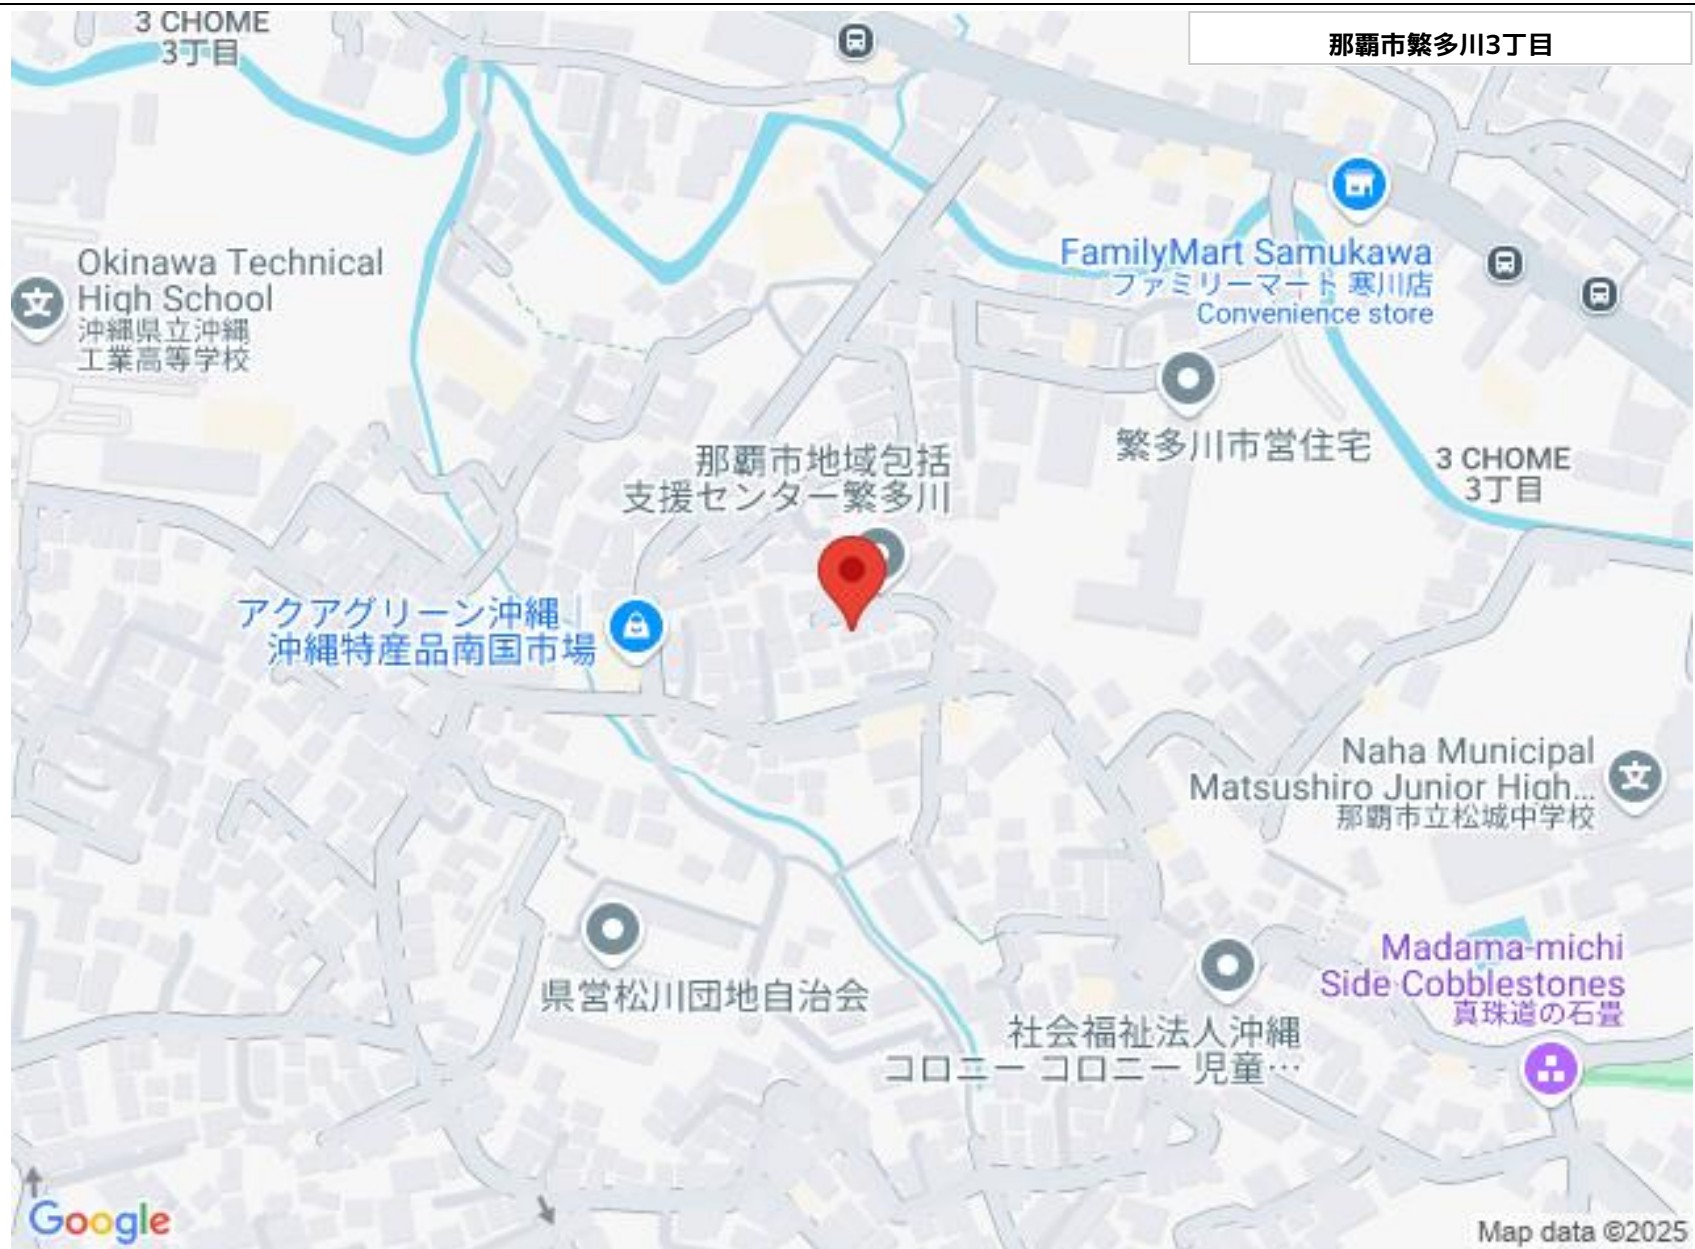 3 CHOME
3丁目
那覇市繁多川3丁目
Okinawa Technical
High School
沖縄県立沖縄
工業高等学校
FamilyMart Samukawa
ファミリーマート 寒川店
Convenience store
繁多川市営住宅
那覇市地域包括
支援センター繁多川
3 CHOME
3丁目
アクアグリーン沖縄｜
沖縄特産品南国市場
Naha Municipal
Matsushiro Junior High...
那覇市立松城中学校
県営松川団地自治会
Madama-michi
Side Cobblestones
真珠道の石畳
社会福祉法人沖縄
コロニー コロニー 児童…
Google
Map data ©2025